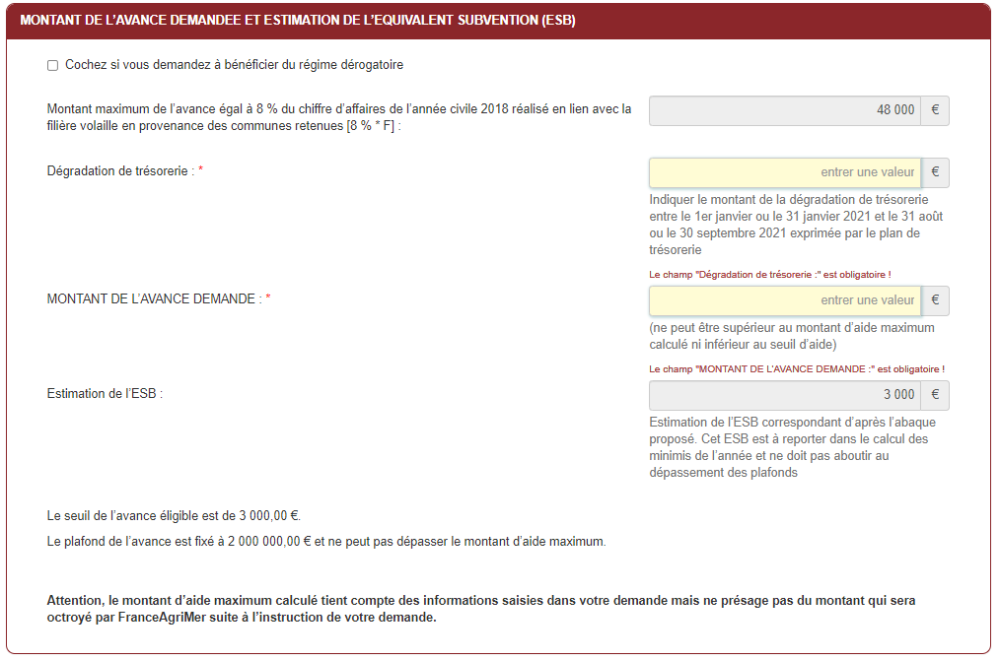 MONTANT DE L'AVANCE DEMANDEE ET ESTIMATION DE L'EQUIVALENT SUBVENTION (ESB)
Cochez si vous demandez à bénéficier du régime dérogatoire
Montant maximum de l'avance égal à 8 % du chiffre d'affaires de l'année civile 2018 réalisé en lien avec la
filière volaille en provenance des communes retenues [8 % * F] :
48 000 €
Dégradation de trésorerie : *
entrer une valeur €
Indiquer le montant de la dégradation de trésorerie
entre le 1er janvier ou le 31 janvier 2021 et le 31 août
ou le 30 septembre 2021 exprimée par le plan de
trésorerie
Le champ "Dégradation de trésorerie :" est obligatoire !
MONTANT DE L'AVANCE DEMANDE : *
entrer une valeur €
(ne peut être supérieur au montant d'aide maximum
calculé ni inférieur au seuil d'aide)
Le champ "MONTANT DE L'AVANCE DEMANDE :" est obligatoire !
Estimation de l'ESB :
3 000 €
Estimation de l'ESB correspondant d'après l'abaque
proposé. Cet ESB est à reporter dans le calcul des
minimis de l'année et ne doit pas aboutir au
dépassement des plafonds
Le seuil de l'avance éligible est de 3 000,00 €.
Le plafond de l'avance est fixé à 2 000 000,00 € et ne peut pas dépasser le montant d'aide maximum.
Attention, le montant d'aide maximum calculé tient compte des informations saisies dans votre demande mais ne présage pas du montant qui sera
octroyé par FranceAgriMer suite à l'instruction de votre demande.